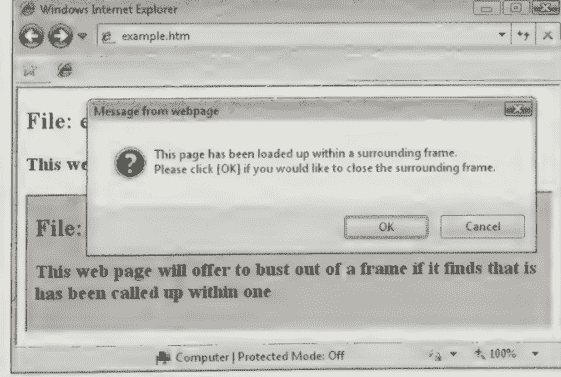 Windows Internet Explorer
example.htm
File: e
Message from webpage
This page has been loaded up within a surrounding frame.
Please click [OK] if you would like to close the surrounding frame.
OK
Cancel
This we
File:
This web page will offer to bust out of a frame if it finds that is
has been called up within one
Computer | Protected Mode: Off
100%